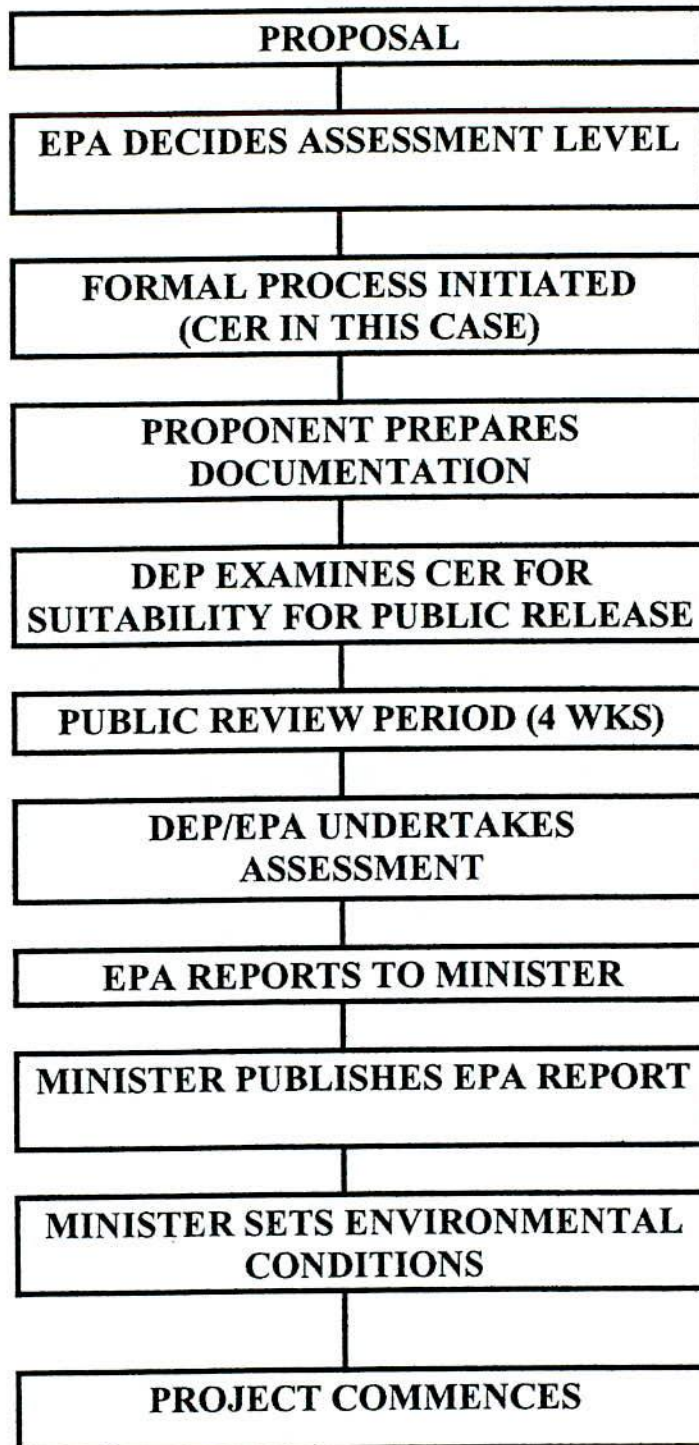 PROPOSAL
EPA DECIDES ASSESSMENT LEVEL
FORMAL PROCESS INITIATED
(CER IN THIS CASE)
PROPONENT PREPARES
DOCUMENTATION
DEP EXAMINES CER FOR
SUITABILITY FOR PUBLIC RELEASE
PUBLIC REVIEW PERIOD (4 WKS)
DEP/EPA UNDERTAKES
ASSESSMENT
EPA REPORTS TO MINISTER
MINISTER PUBLISHES EPA REPORT
MINISTER SETS ENVIRONMENTAL
CONDITIONS
PROJECT COMMENCES